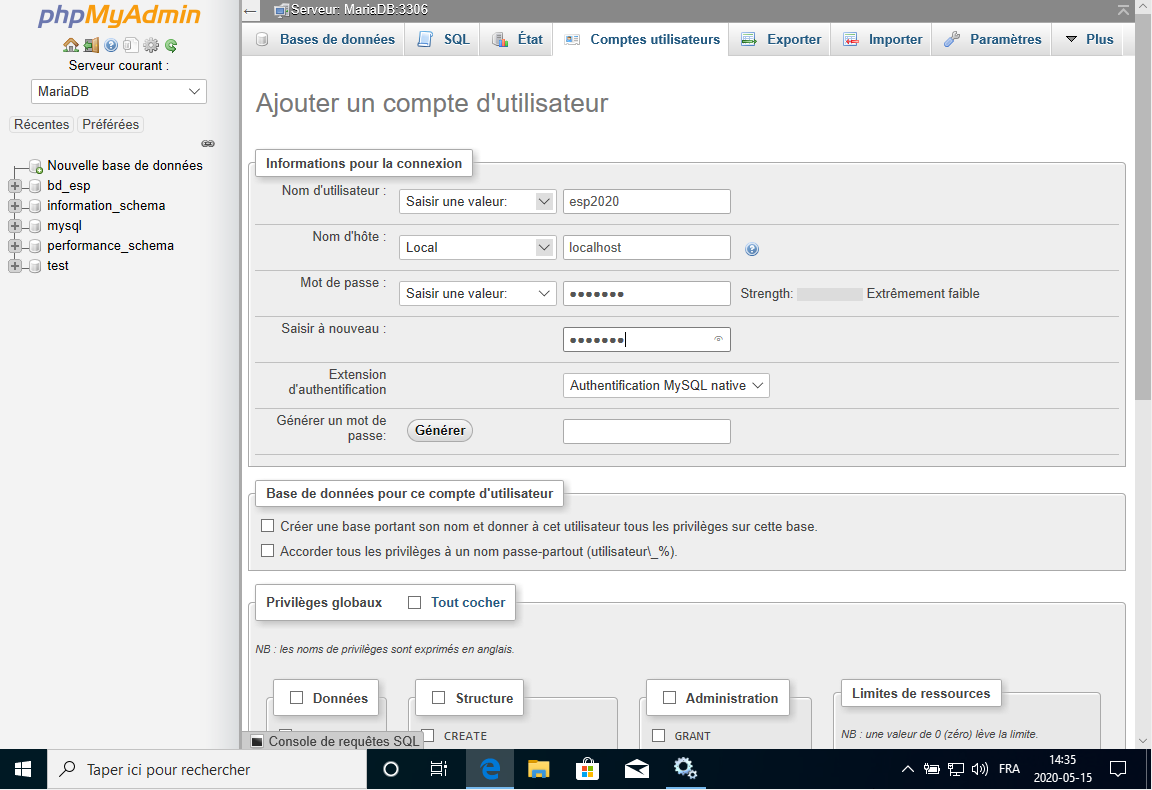 phpMyAdmin
Serveur courant :
MariaDB
Récentes Préférées
Nouvelle base de données
bd_esp
information_schema
mysql
performance_schema
test
Serveur: MariaDB:3306
Bases de données SQL État Comptes utilisateurs Exporter Importer Paramètres Plus
Ajouter un compte d'utilisateur
Informations pour la connexion
Nom d'utilisateur : Saisir une valeur: esp2020
Nom d'hôte : Local localhost
Mot de passe : Saisir une valeur: ●●●●●●● Strength: Extrêmement faible
Saisir à nouveau : ●●●●●●●
Extension
d'authentification
Authentification MySQL native
Générer un mot de
passe:
Générer
Base de données pour ce compte d'utilisateur
Créer une base portant son nom et donner à cet utilisateur tous les privilèges sur cette base.
Accorder tous les privilèges à un nom passe-partout (utilisateur\_%).
Privilèges globaux Tout cocher
NB : les noms de privilèges sont exprimés en anglais.
Données Structure Administration Limites de ressources
NB : une valeur de 0 (zéro) lève la limite.
CREATE GRANT
Console de requêtes SQL
Taper ici pour rechercher
FRA
14:35
2020-05-15